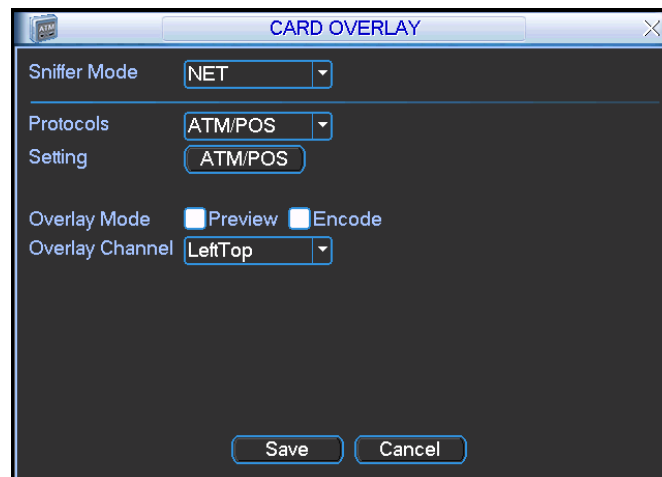 ATM CARD OVERLAY
Sniffer Mode NET
Protocols ATM/POS
Setting ATM/POS
Overlay Mode Preview Encode
Overlay Channel LeftTop
Save Cancel